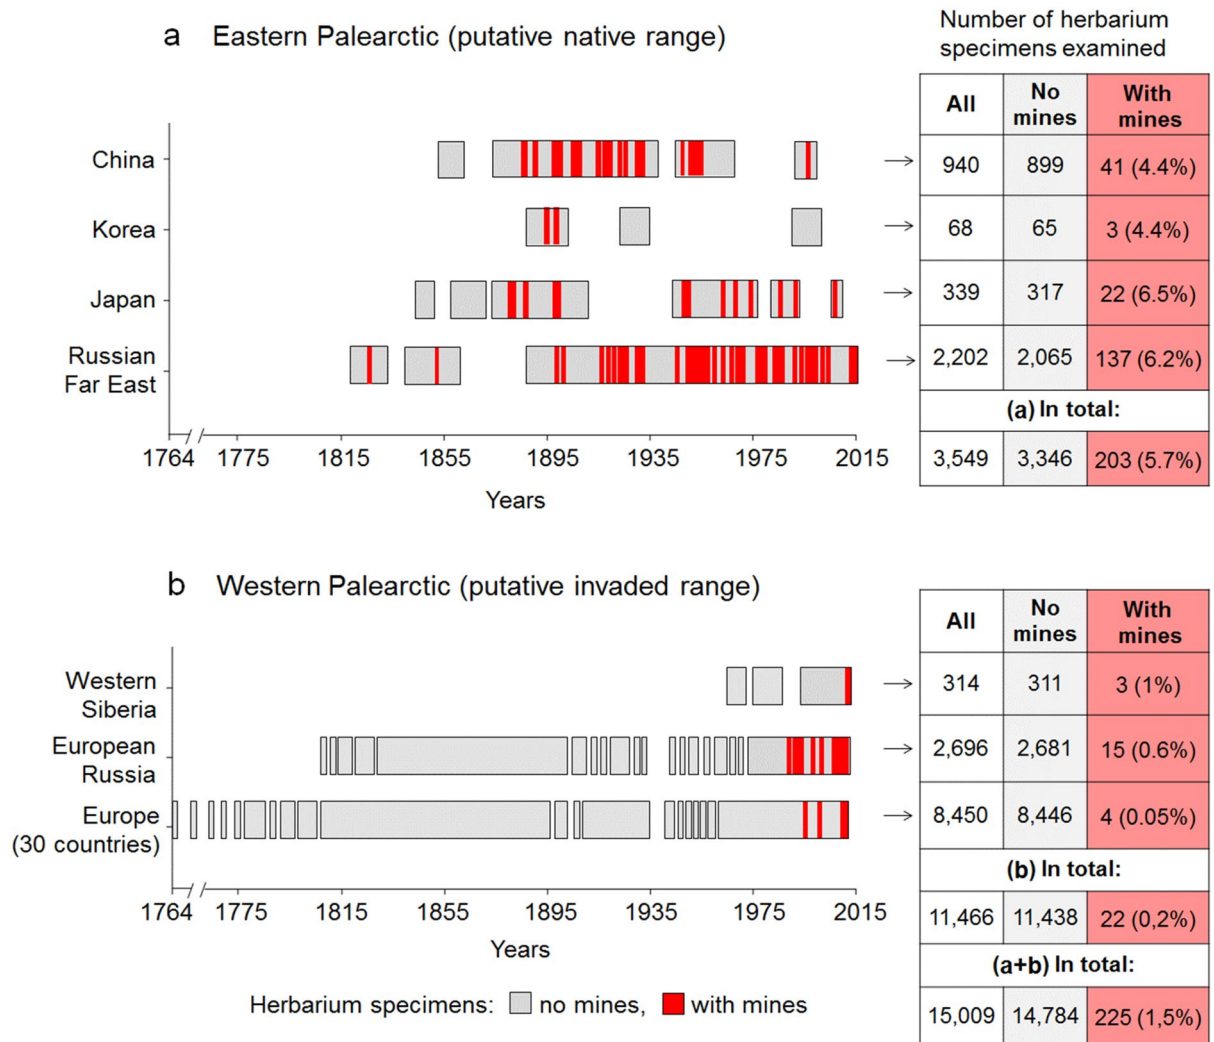 a Eastern Palearctic (putative native range)
Number of herbarium
specimens examined
All No mines With mines
China 940 899 41 (4.4%)
Korea 68 65 3 (4.4%)
Japan 339 317 22 (6.5%)
Russian
Far East 2,202 2,065 137 (6.2%)
(a) In total:
3,549 3,346 203 (5.7%)
1764 1775 1815 1855 1895 1935 1975 2015
Years
b Western Palearctic (putative invaded range)
All No mines With mines
Western
Siberia 314 311 3 (1%)
European
Russia 2,696 2,681 15 (0.6%)
Europe
(30 countries) 8,450 8,446 4 (0.05%)
(b) In total:
11,466 11,438 22 (0,2%)
(a+b) In total:
15,009 14,784 225 (1,5%)
1764 1775 1815 1855 1895 1935 1975 2015
Years
Herbarium specimens: no mines, with mines